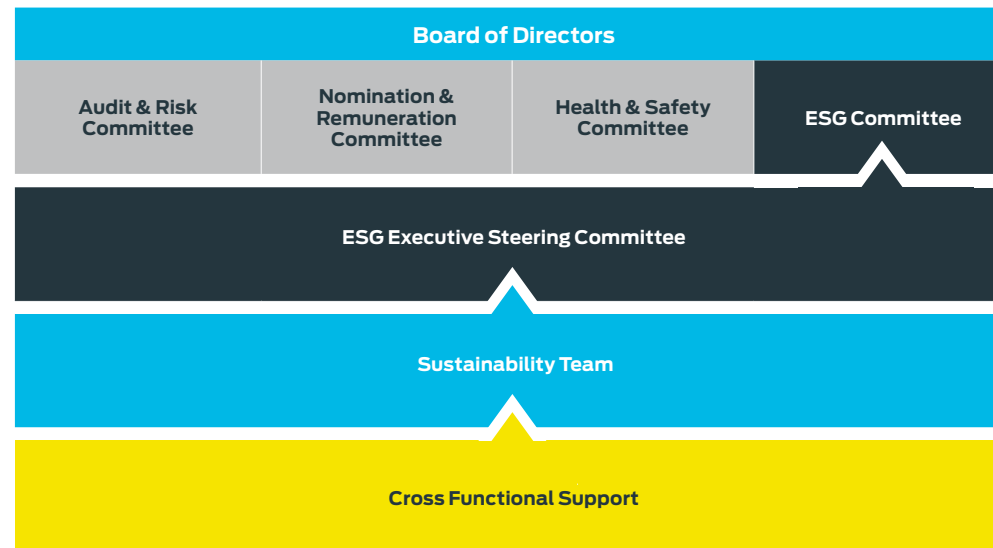 Board of Directors
Audit & Risk
Committee
Nomination &
Remuneration
Committee
Health & Safety
Committee
ESG Committee
ESG Executive Steering Committee
Sustainability Team
Cross Functional Support